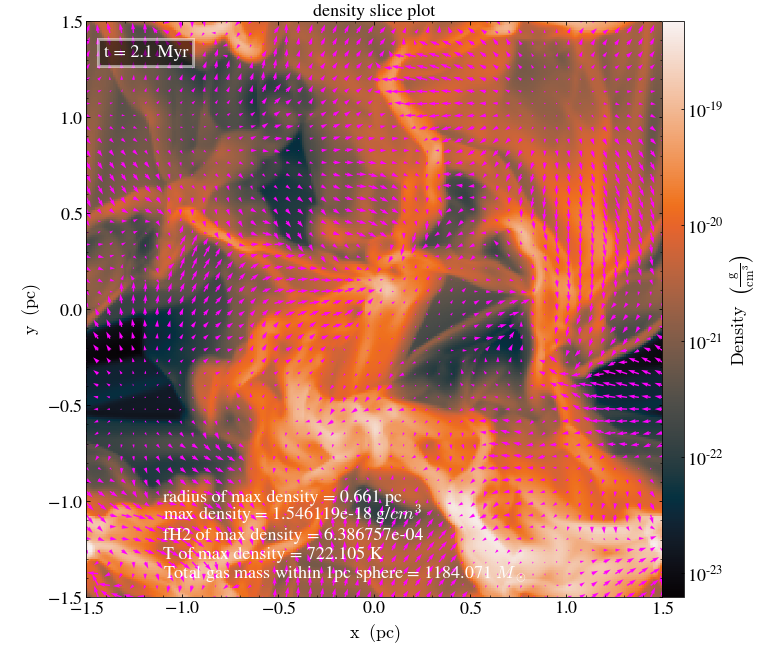 density slice plot
t = 2.1 Myr
1.5
1.0
0.5
0.0
−0.5
−1.0
−1.5
y (pc)
radius of max density = 0.661 pc
max density = 1.546119e-18 g/cm³
fH2 of max density = 6.386757e-04
T of max density = 722.105 K
Total gas mass within 1pc sphere = 1184.071 M
−1.5 −1.0 −0.5 0.0 0.5 1.0 1.5
x (pc)
10⁻¹⁹
10⁻²⁰
10⁻²¹
10⁻²²
10⁻²³
Density (g/cm³)